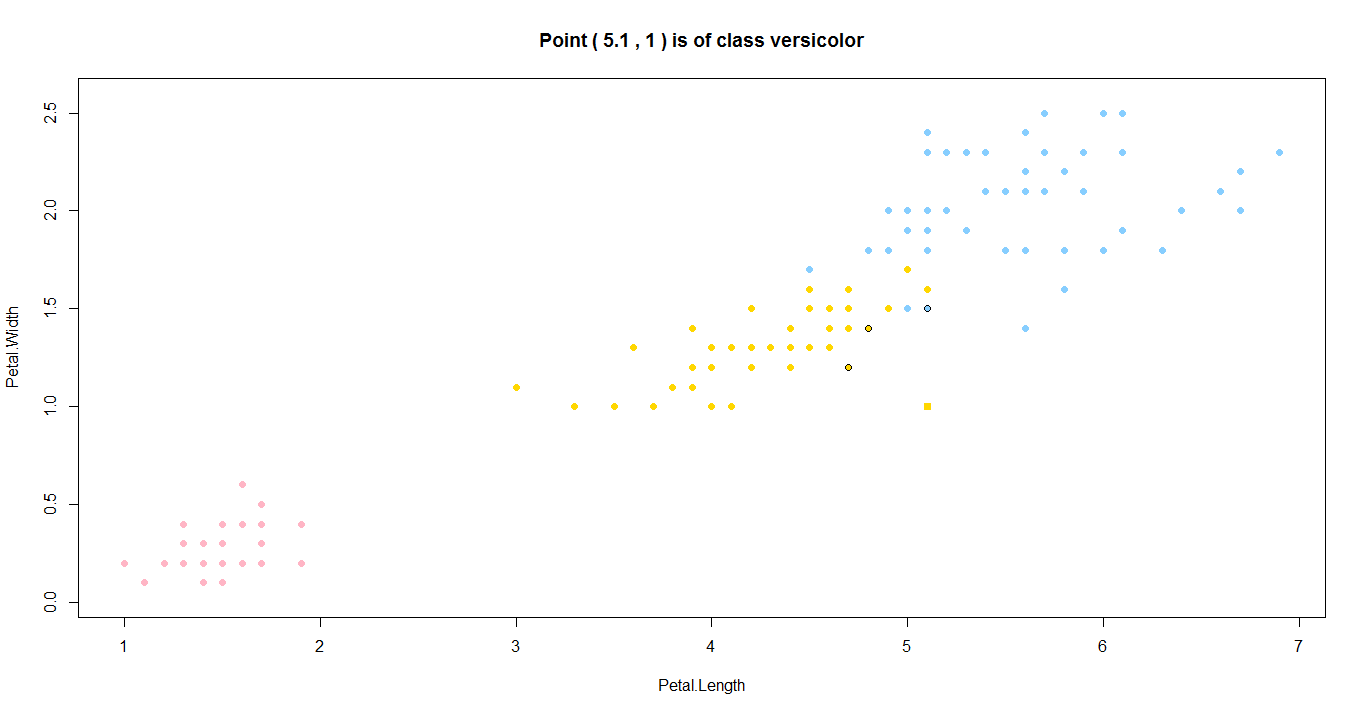 Point ( 5.1 , 1 ) is of class versicolor
2.5
2.0
1.5
1.0
0.5
0.0
Petal.Width
1 2 3 4 5 6 7
Petal.Length